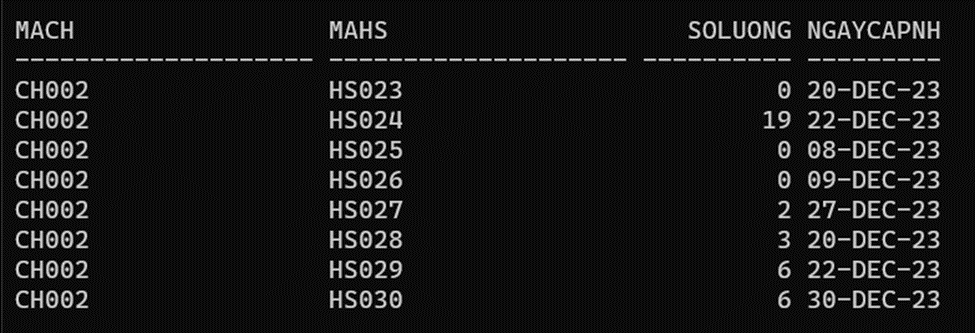 MACH                 MAHS                    SOLUONG NGAYCAPNH
-------------------- -------------------- ---------- ---------
CH002                HS023                         0 20-DEC-23
CH002                HS024                        19 22-DEC-23
CH002                HS025                         0 08-DEC-23
CH002                HS026                         0 09-DEC-23
CH002                HS027                         2 27-DEC-23
CH002                HS028                         3 20-DEC-23
CH002                HS029                         6 22-DEC-23
CH002                HS030                         6 30-DEC-23